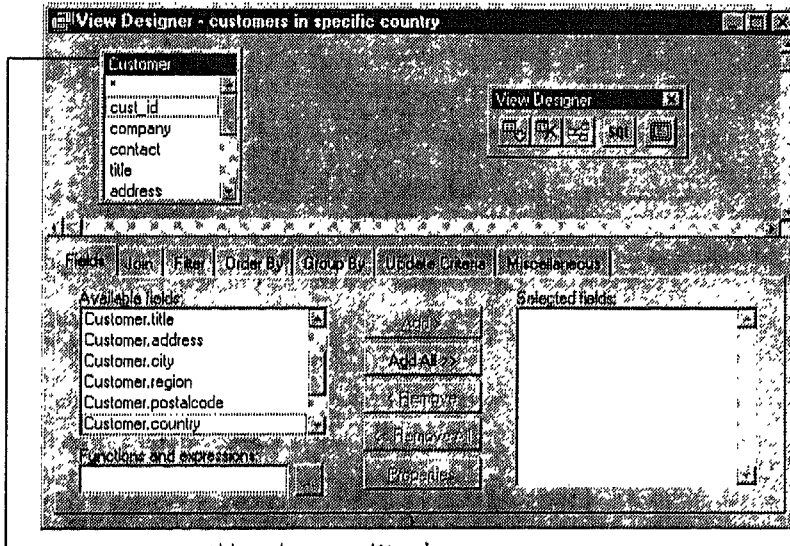 View Designer - customers in specific country
Customer
*
cust_id
company
contact
title
address
View Designer
SQL
Fields Join Filter Order By Group By Update Criteria Miscellaneous
Available fields:
Customer.title
Customer.address
Customer.city
Customer.region
Customer.postalcode
Customer.country
Functions and expressions:
Add >
Add All >>
< Remove
<< Remove All
Properties...
Selected fields: